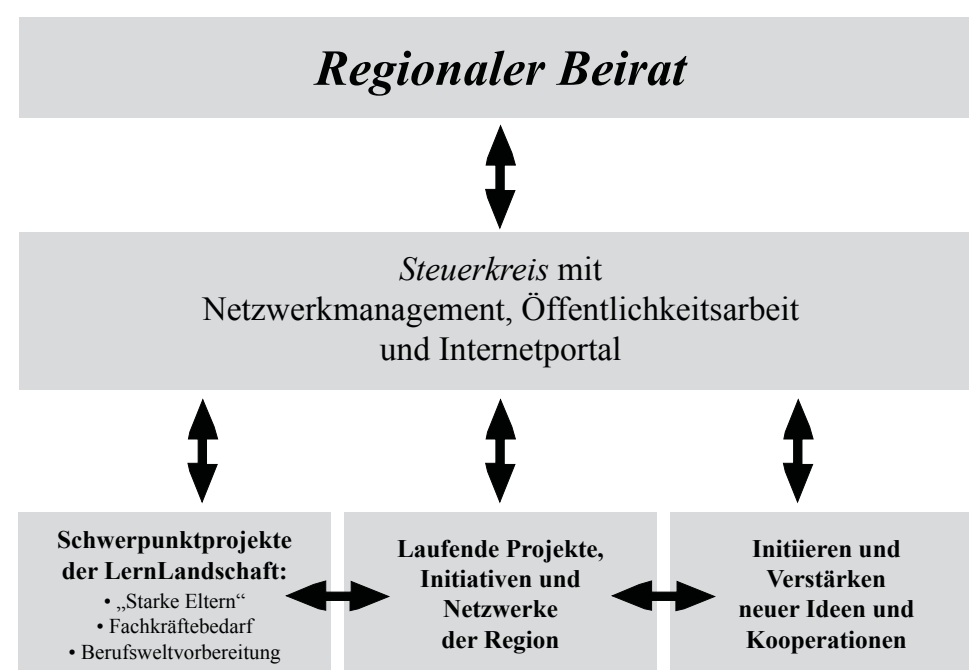 Regionaler Beirat
Steuerkreis mit
Netzwerkmanagement, Öffentlichkeitsarbeit
und Internetportal
Schwerpunktprojekte
der LernLandschaft:
• „Starke Eltern“
• Fachkräftebedarf
• Berufsweltvorbereitung
Laufende Projekte,
Initiativen und
Netzwerke
der Region
Initiieren und
Verstärken
neuer Ideen und
Kooperationen